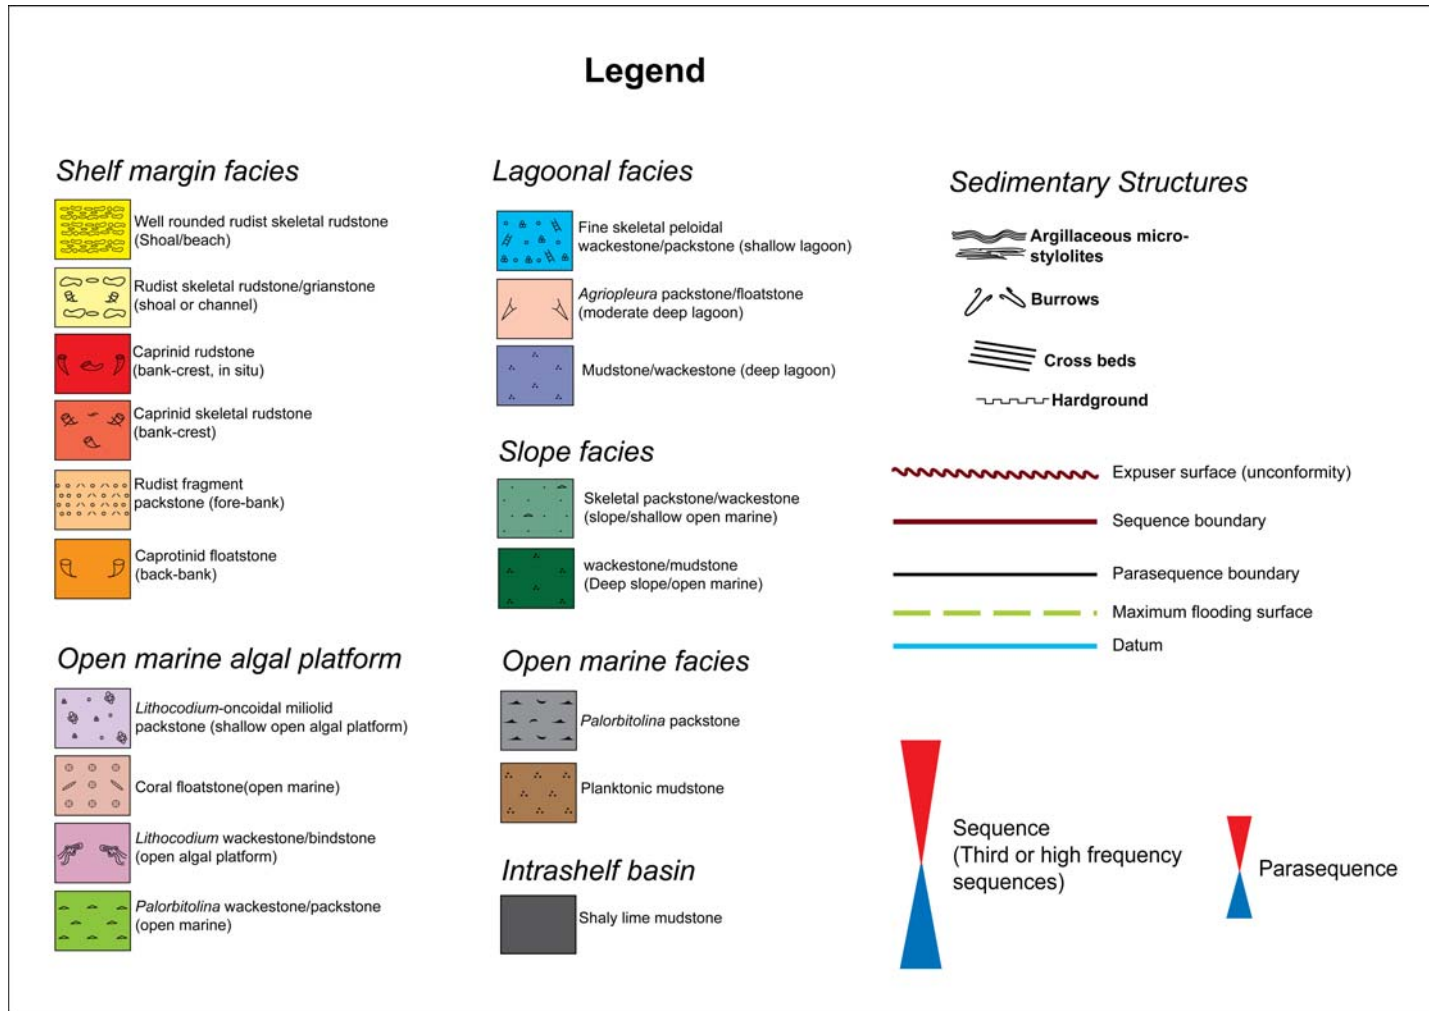 Legend
Shelf margin facies
Well rounded rudist skeletal rudstone
(Shoal/beach)
Rudist skeletal rudstone/grianstone
(shoal or channel)
Caprinid rudstone
(bank-crest, in situ)
Caprinid skeletal rudstone
(bank-crest)
Rudist fragment
packstone (fore-bank)
Caprotinid floatstone
(back-bank)
Open marine algal platform
Lithocodium-oncoidal miliolid
packstone (shallow open algal platform)
Coral floatstone(open marine)
Lithocodium wackestone/bindstone
(open algal platform)
Palorbitolina wackestone/packstone
(open marine)
Lagoonal facies
Fine skeletal peloidal
wackestone/packstone (shallow lagoon)
Agriopleura packstone/floatstone
(moderate deep lagoon)
Mudstone/wackestone (deep lagoon)
Slope facies
Skeletal packstone/wackestone
(slope/shallow open marine)
wackestone/mudstone
(Deep slope/open marine)
Open marine facies
Palorbitolina packstone
Planktonic mudstone
Intrashelf basin
Shaly lime mudstone
Sedimentary Structures
Argillaceous micro-
stylolites
Burrows
Cross beds
Hardground
Expuser surface (unconformity)
Sequence boundary
Parasequence boundary
Maximum flooding surface
Datum
Sequence
(Third or high frequency
sequences)
Parasequence